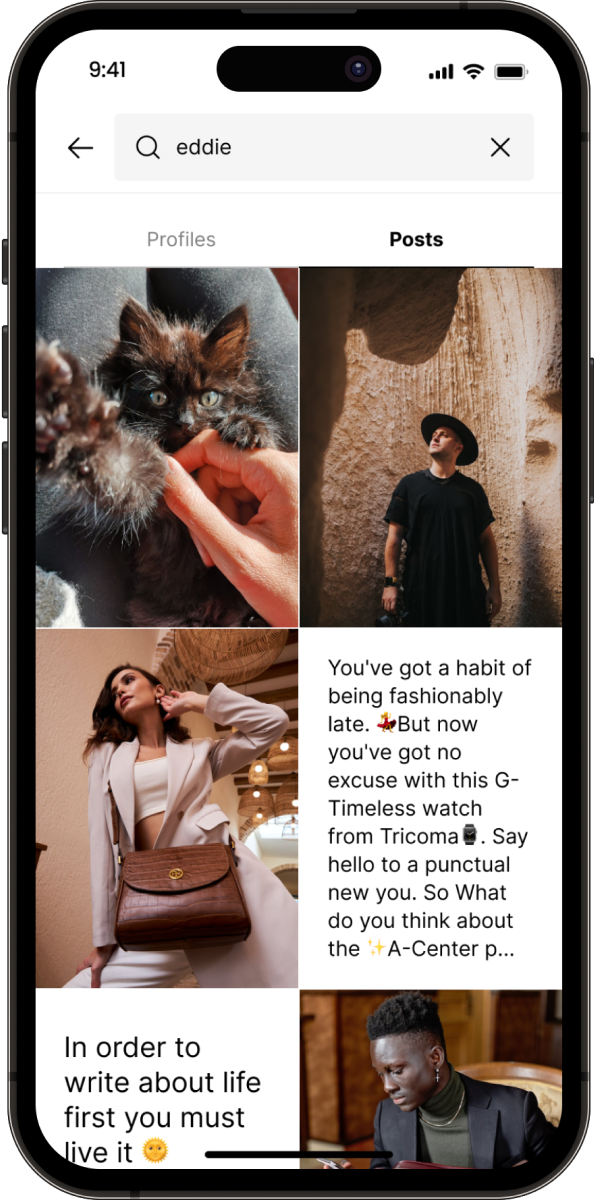 9:41
eddie
Profiles
Posts
You've got a habit of
being fashionably
late. 💃But now
you've got no
excuse with this G-
Timeless watch
from Tricoma⌚. Say
hello to a punctual
new you. So What
do you think about
the ✨A-Center p...
In order to
write about life
first you must
live it 🌞